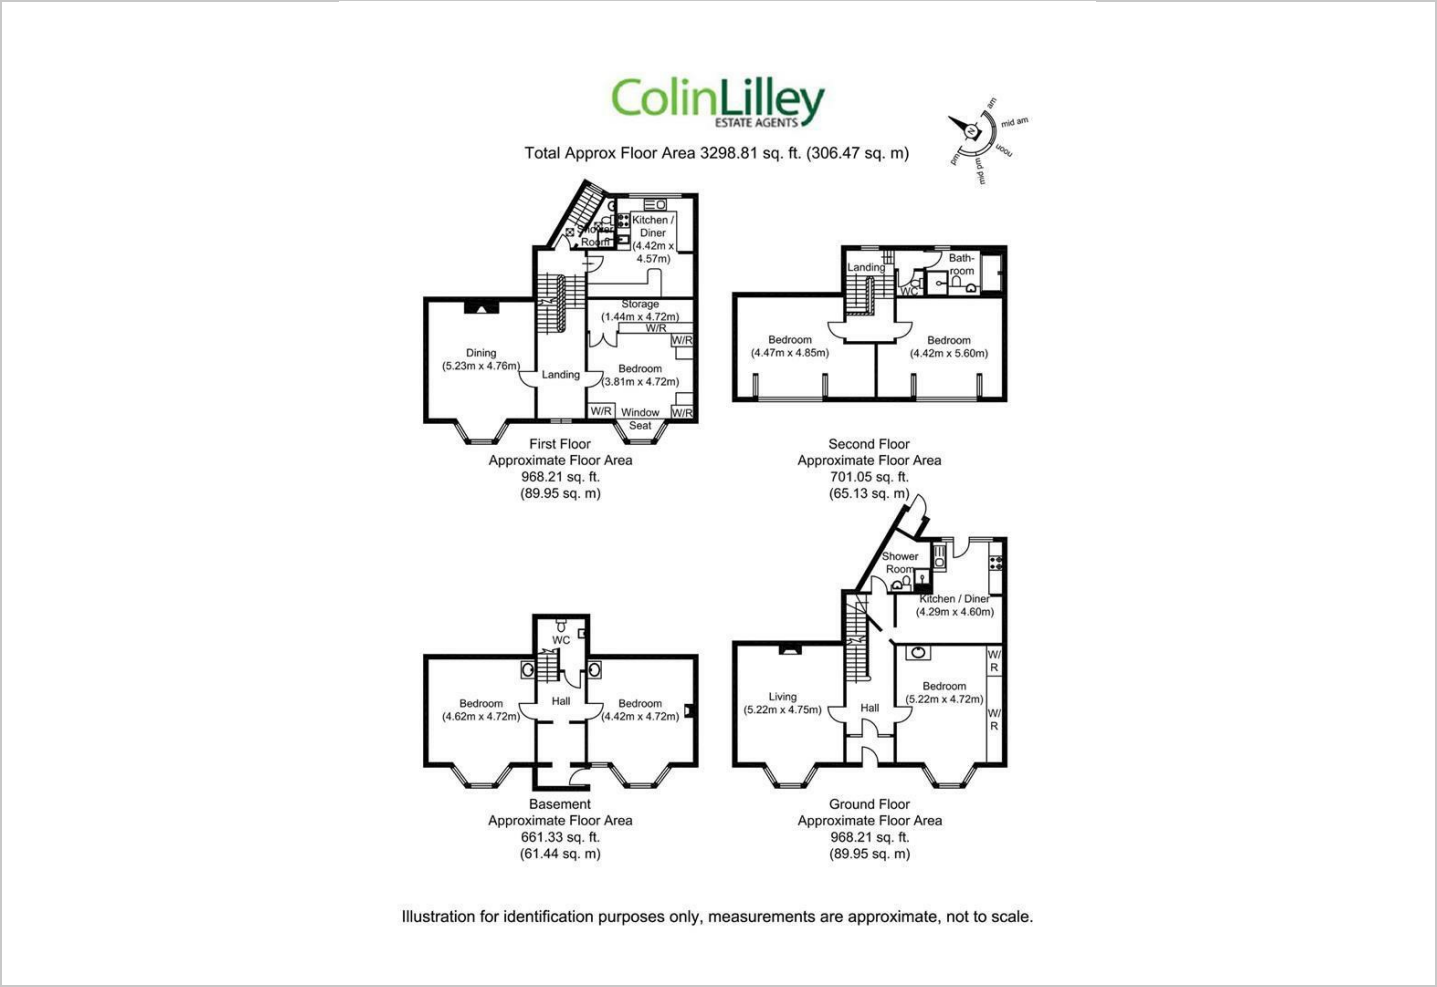 ColinLilley
ESTATE AGENTS
Total Approx Floor Area 3298.81 sq. ft. (306.47 sq. m)
N
am
mid am
noon
mid pm
pm
Shower
Room
Kitchen /
Diner
(4.42m x
4.57m)
Storage
(1.44m x 4.72m)
W/R
W/R
Dining
(5.23m x 4.76m)
Landing
Bedroom
(3.81m x 4.72m)
W/R
Window
Seat
W/R
First Floor
Approximate Floor Area
968.21 sq. ft.
(89.95 sq. m)
Landing
WC
Bath-
room
Bedroom
(4.47m x 4.85m)
Bedroom
(4.42m x 5.60m)
Second Floor
Approximate Floor Area
701.05 sq. ft.
(65.13 sq. m)
WC
Bedroom
(4.62m x 4.72m)
Hall
Bedroom
(4.42m x 4.72m)
Basement
Approximate Floor Area
661.33 sq. ft.
(61.44 sq. m)
Shower
Room
Kitchen / Diner
(4.29m x 4.60m)
Living
(5.22m x 4.75m)
Hall
Bedroom
(5.22m x 4.72m)
W/
R
W/
R
Ground Floor
Approximate Floor Area
968.21 sq. ft.
(89.95 sq. m)
Illustration for identification purposes only, measurements are approximate, not to scale.